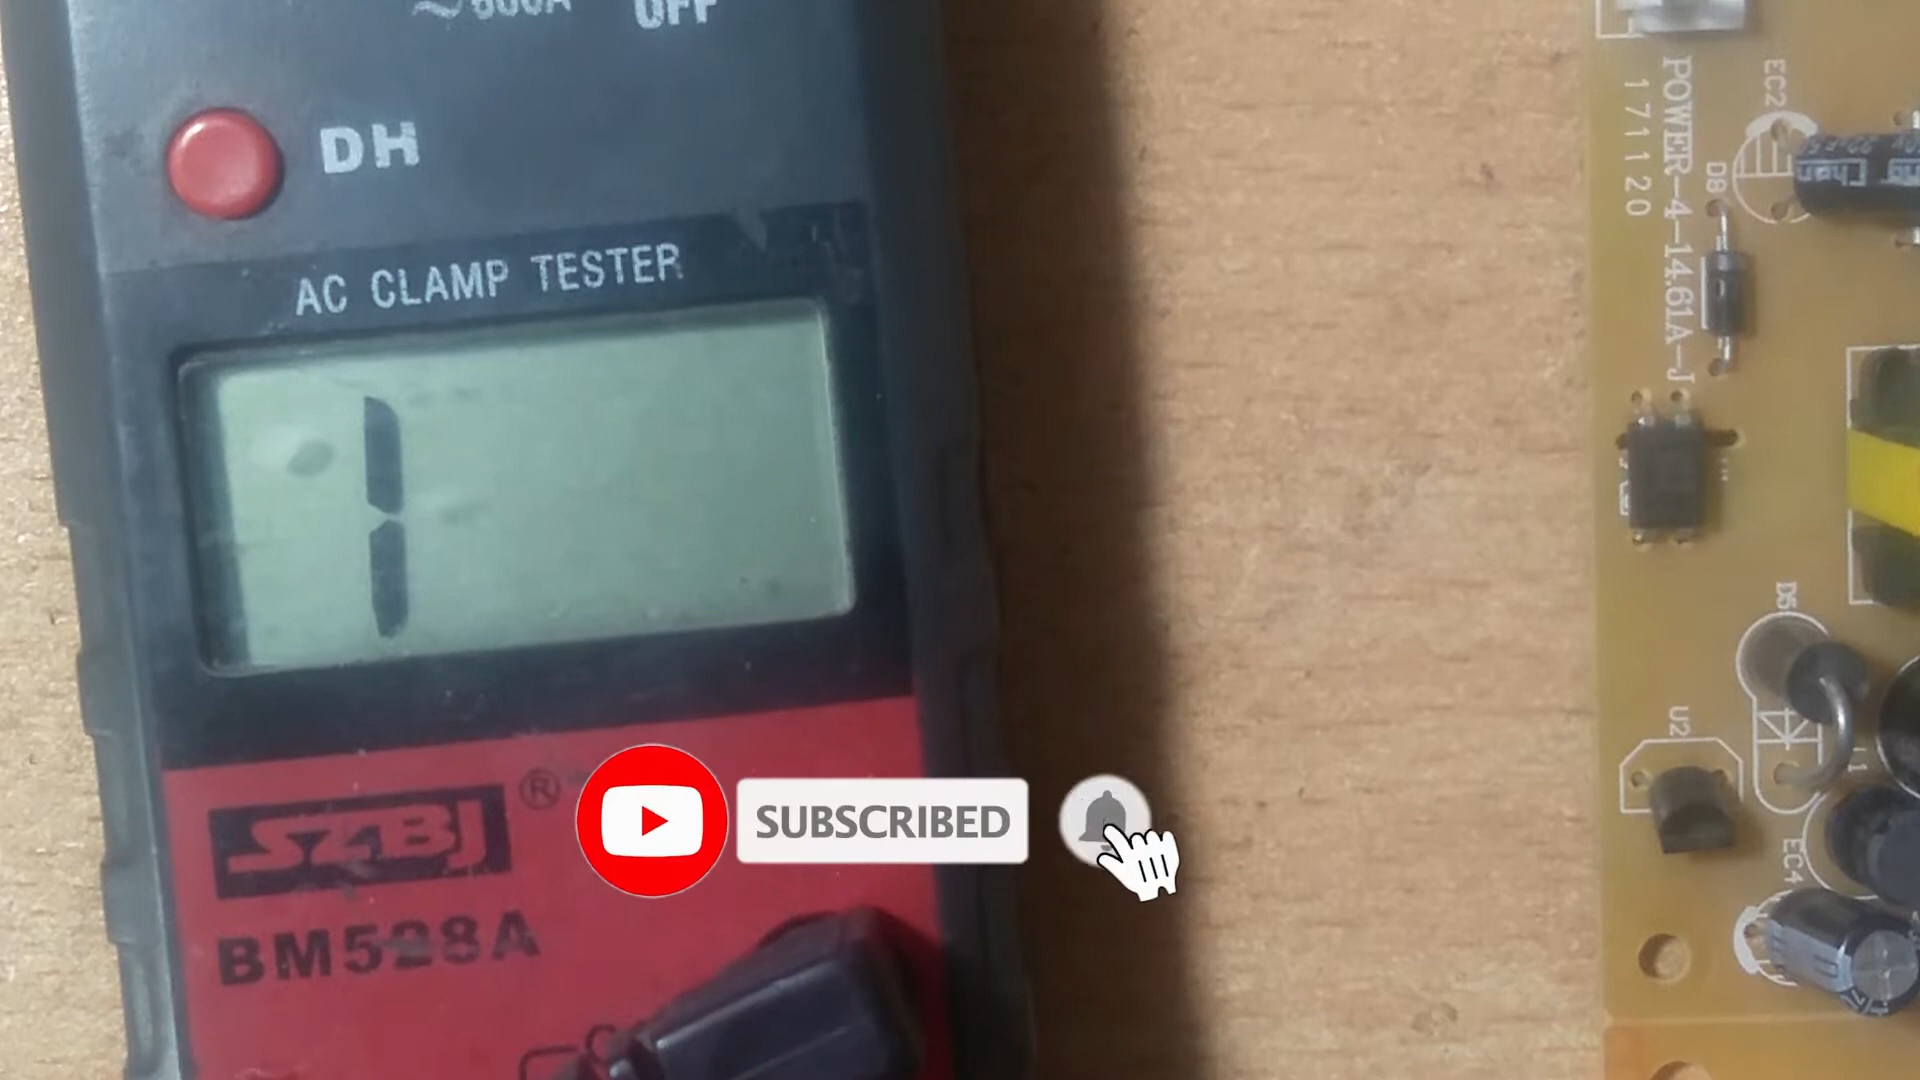 ~600A OFF
DH
AC CLAMP TESTER
1
SZBJ ®
BM528A
SUBSCRIBED
POWER-4-14.61A-J
171120
EC2
D8
D5
U2
EC4